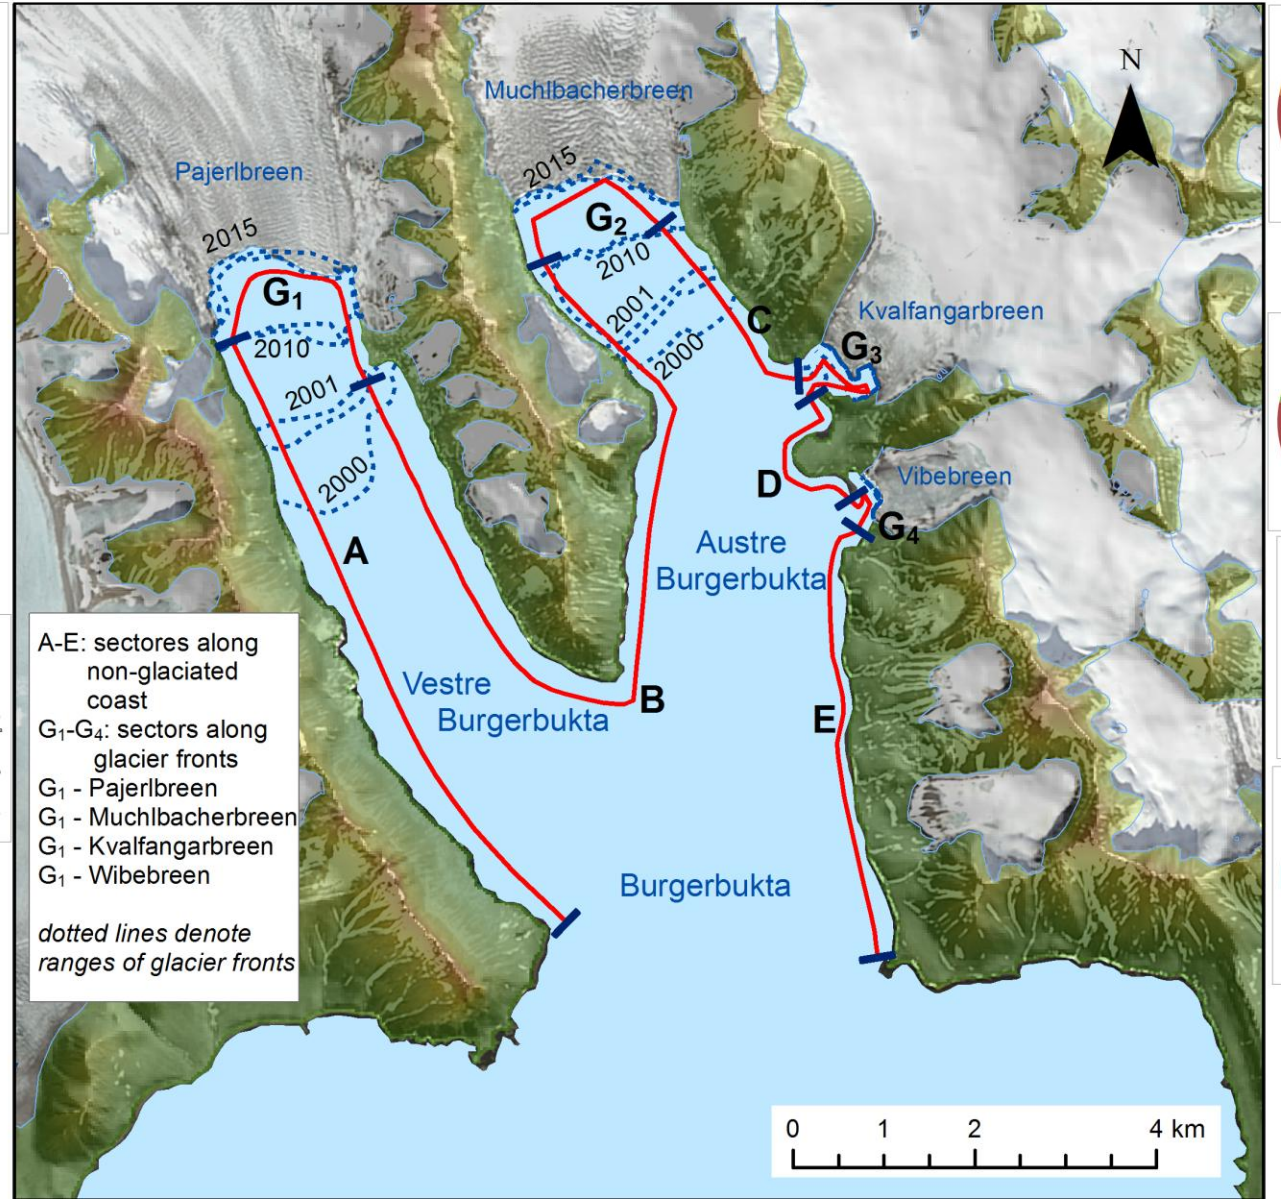 N
Muchlbacherbreen
2015
Pajerlbreen
2015
G₂
2010
G₁
Kvalfangarbreen
2001
C
G₃
2010
2000
2001
2000
Vibebreen
D
G₄
A
Austre
Burgerbukta
A-E: sectores along
non-glaciated
coast
G₁-G₄: sectors along
glacier fronts
G₁ - Pajerlbreen
G₁ - Muchlbacherbreen
G₁ - Kvalfangarbreen
G₁ - Wibebreen
dotted lines denote
ranges of glacier fronts
Vestre
Burgerbukta
B
E
Burgerbukta
0 1 2 4 km